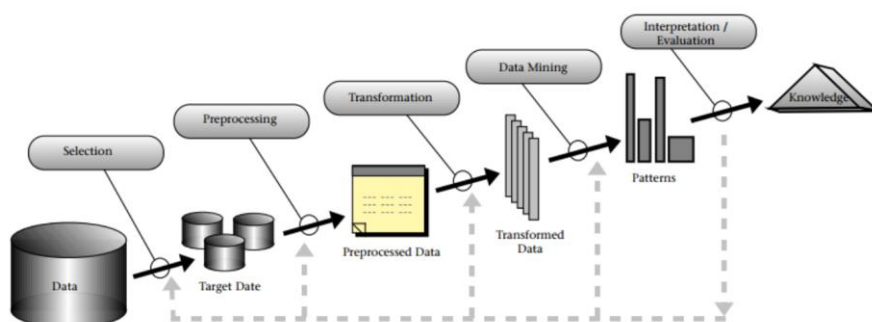 Interpretation /
Evaluation
Data Mining
Transformation
Preprocessing
Selection
Knowledge
Patterns
Transformed
Data
Preprocessed Data
Target Date
Data